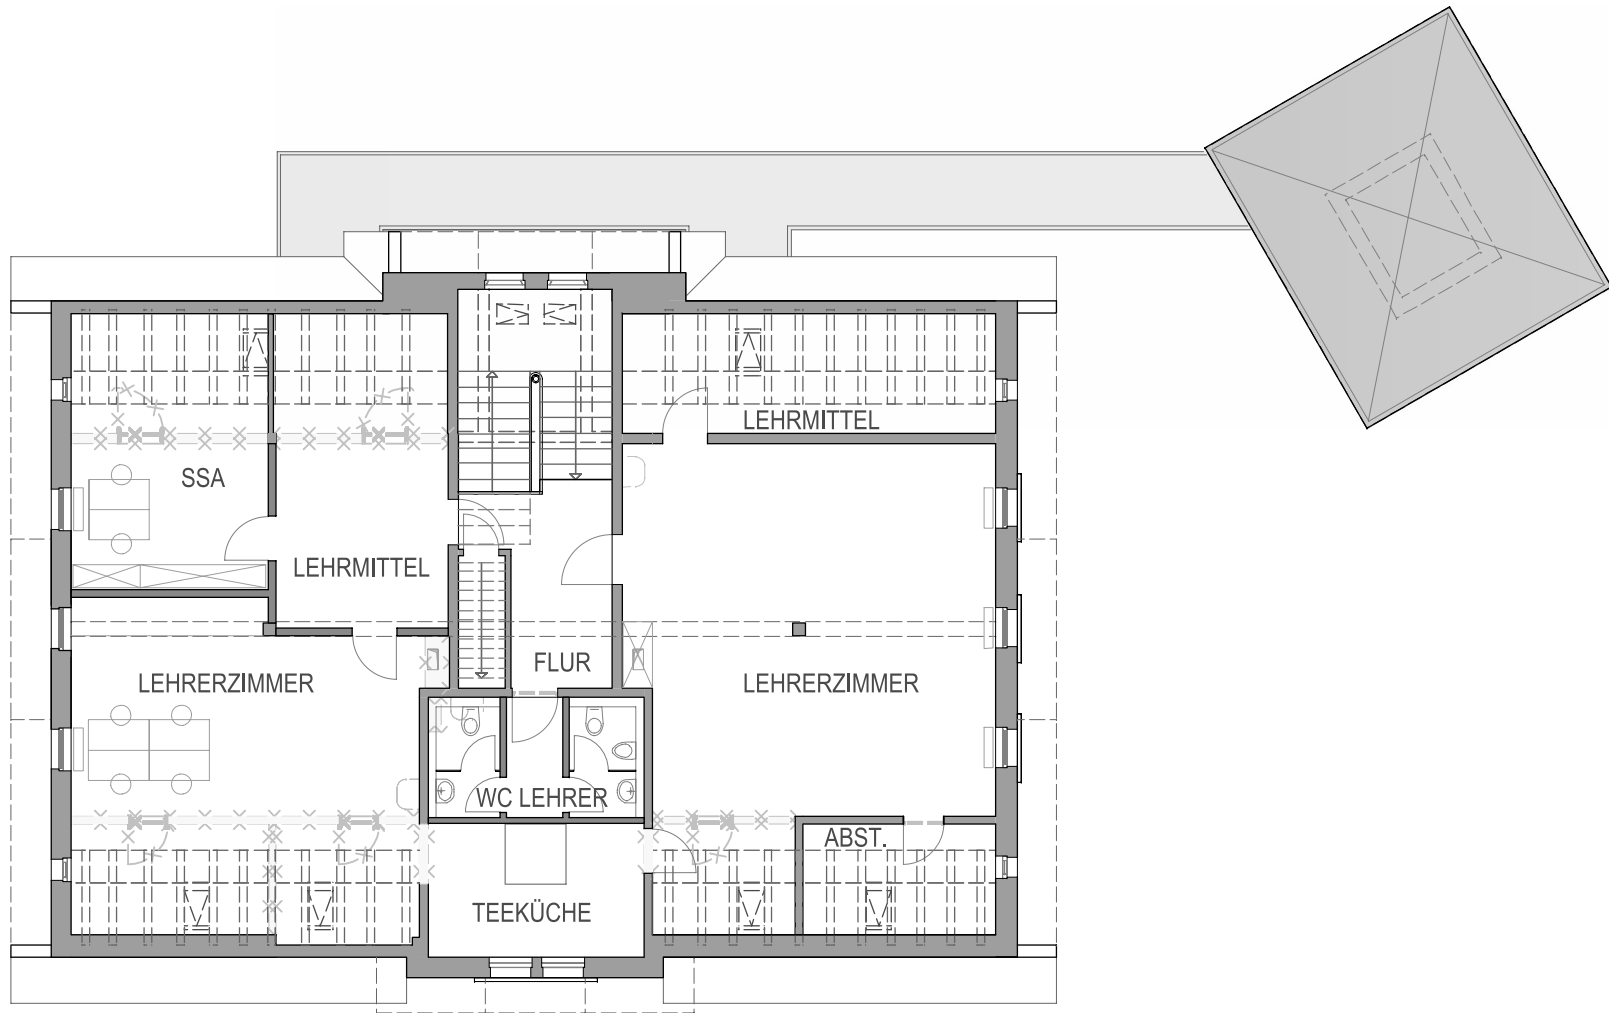 LEHRMITTEL
SSA
LEHRMITTEL
FLUR
LEHRERZIMMER
LEHRERZIMMER
WC LEHRER
ABST.
TEEKÜCHE